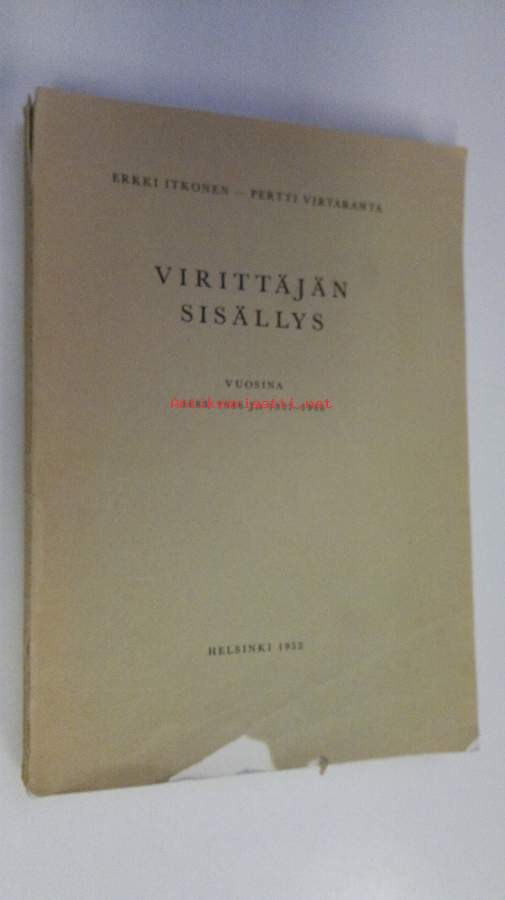 ERKKI ITKONEN — PERTTI VIRTARANTA
VIRITTÄJÄN
SISÄLLYS
VUOSINA
HELSINKI 1952